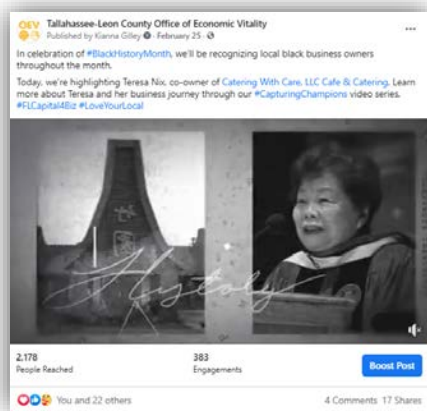 OEV
Tallahassee-Leon County Office of Economic Vitality
Published by Kianna Gilley · February 25 ·
In celebration of #BlackHistoryMonth, we'll be recognizing local black business owners
throughout the month.
Today, we're highlighting Teresa Nix, co-owner of Catering With Care, LLC Cafe & Catering. Learn
more about Teresa and her business journey through our #CapturingChampions video series.
#FLCapital4Biz #LoveYourLocal
2,178
People Reached
383
Engagements
Boost Post
You and 22 others
4 Comments 17 Shares